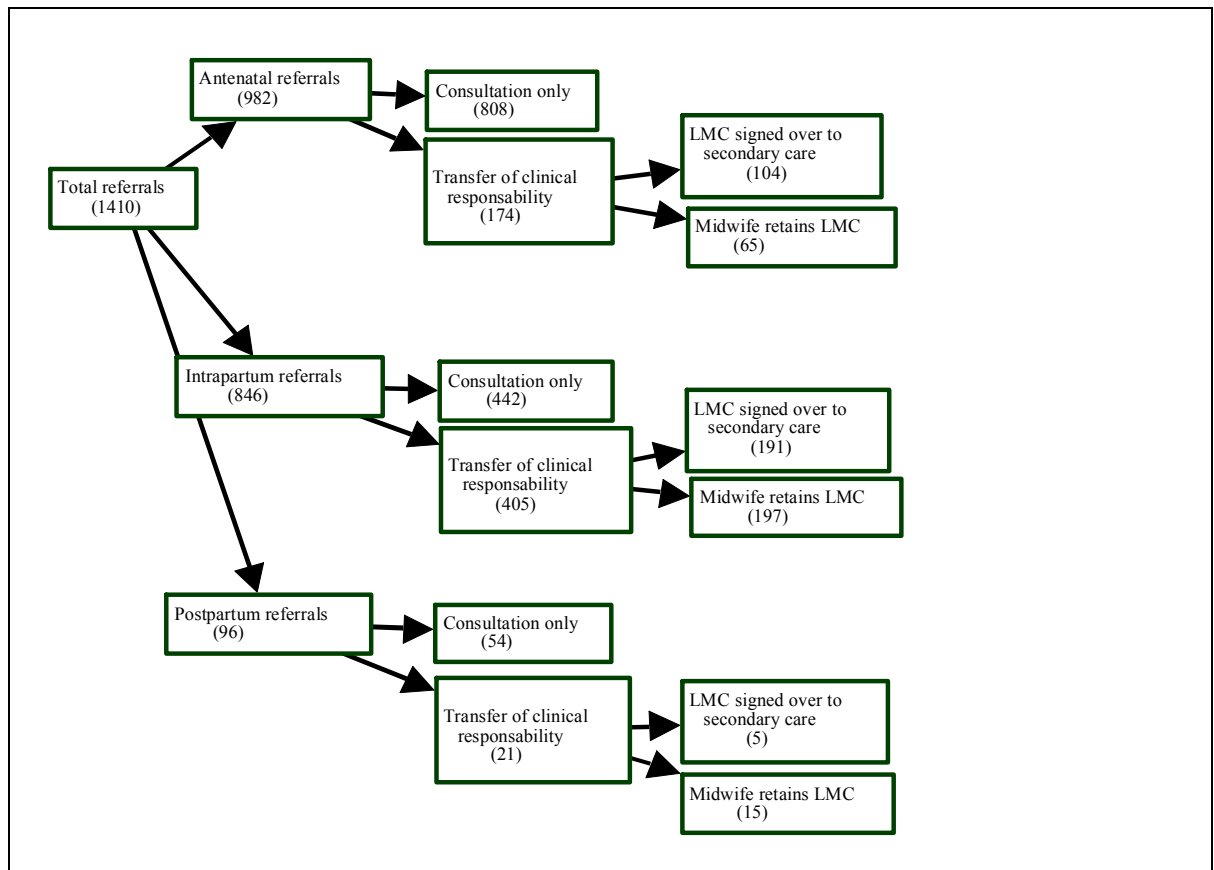 Antenatal referrals
(982)
Consultation only
(808)
LMC signed over to
secondary care
(104)
Total referrals
(1410)
Transfer of clinical
responsability
(174)
Midwife retains LMC
(65)
Intrapartum referrals
(846)
Consultation only
(442)
LMC signed over to
secondary care
(191)
Transfer of clinical
responsability
(405)
Midwife retains LMC
(197)
Postpartum referrals
(96)
Consultation only
(54)
LMC signed over to
secondary care
(5)
Transfer of clinical
responsability
(21)
Midwife retains LMC
(15)